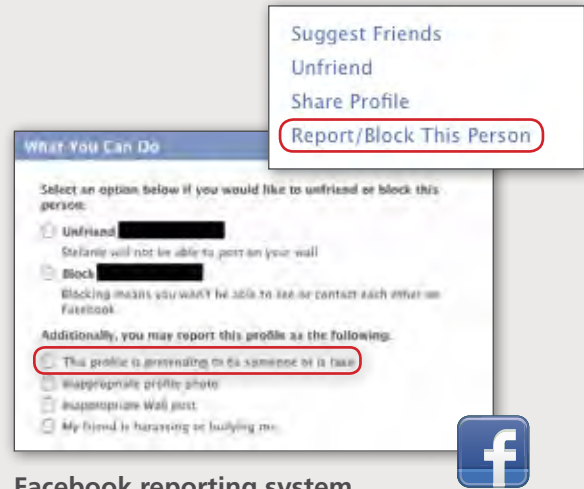 Suggest Friends
Unfriend
Share Profile
Report/Block This Person
What You Can Do
Select an option below if you would like to unfriend or block this
person:
Unfriend
Stefanie will not be able to post on your wall
Block
Blocking means you won't be able to see or contact each other on
Facebook
Additionally, you may report this profile as the following:
This profile is pretending to be someone or is fake
Inappropriate profile photo
Inappropriate Wall post
My friend is harassing or bullying me
f
Facebook reporting system